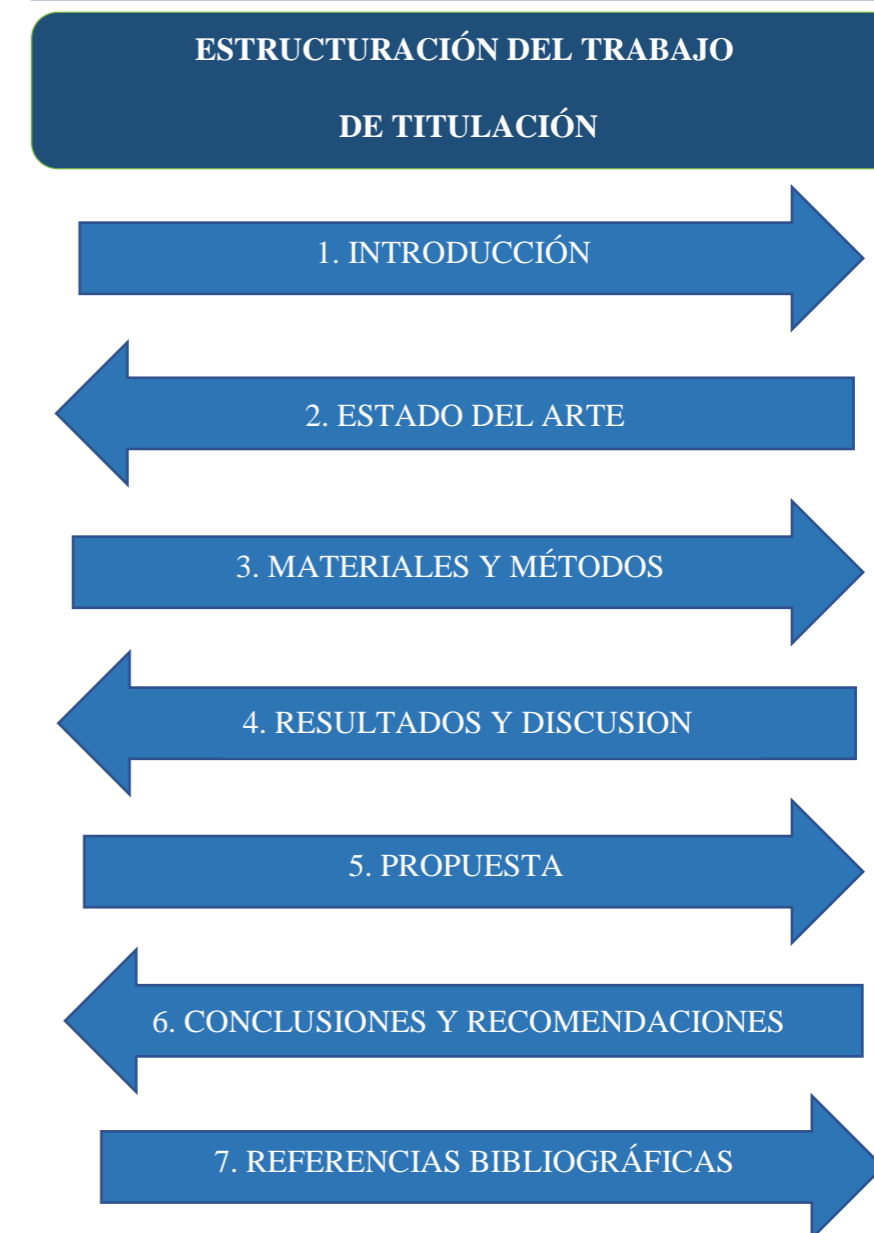 ESTRUCTURACIÓN DEL TRABAJO
DE TITULACIÓN
1. INTRODUCCIÓN
2. ESTADO DEL ARTE
3. MATERIALES Y MÉTODOS
4. RESULTADOS Y DISCUSION
5. PROPUESTA
6. CONCLUSIONES Y RECOMENDACIONES
7. REFERENCIAS BIBLIOGRÁFICAS